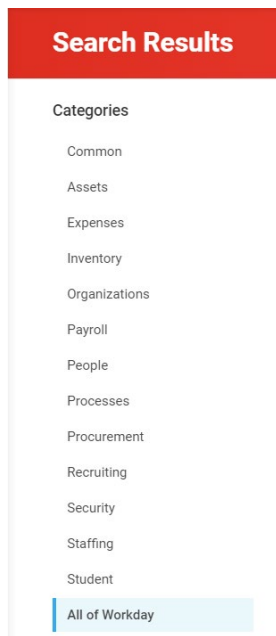 Search Results
Categories
Common
Assets
Expenses
Inventory
Organizations
Payroll
People
Processes
Procurement
Recruiting
Security
Staffing
Student
All of Workday